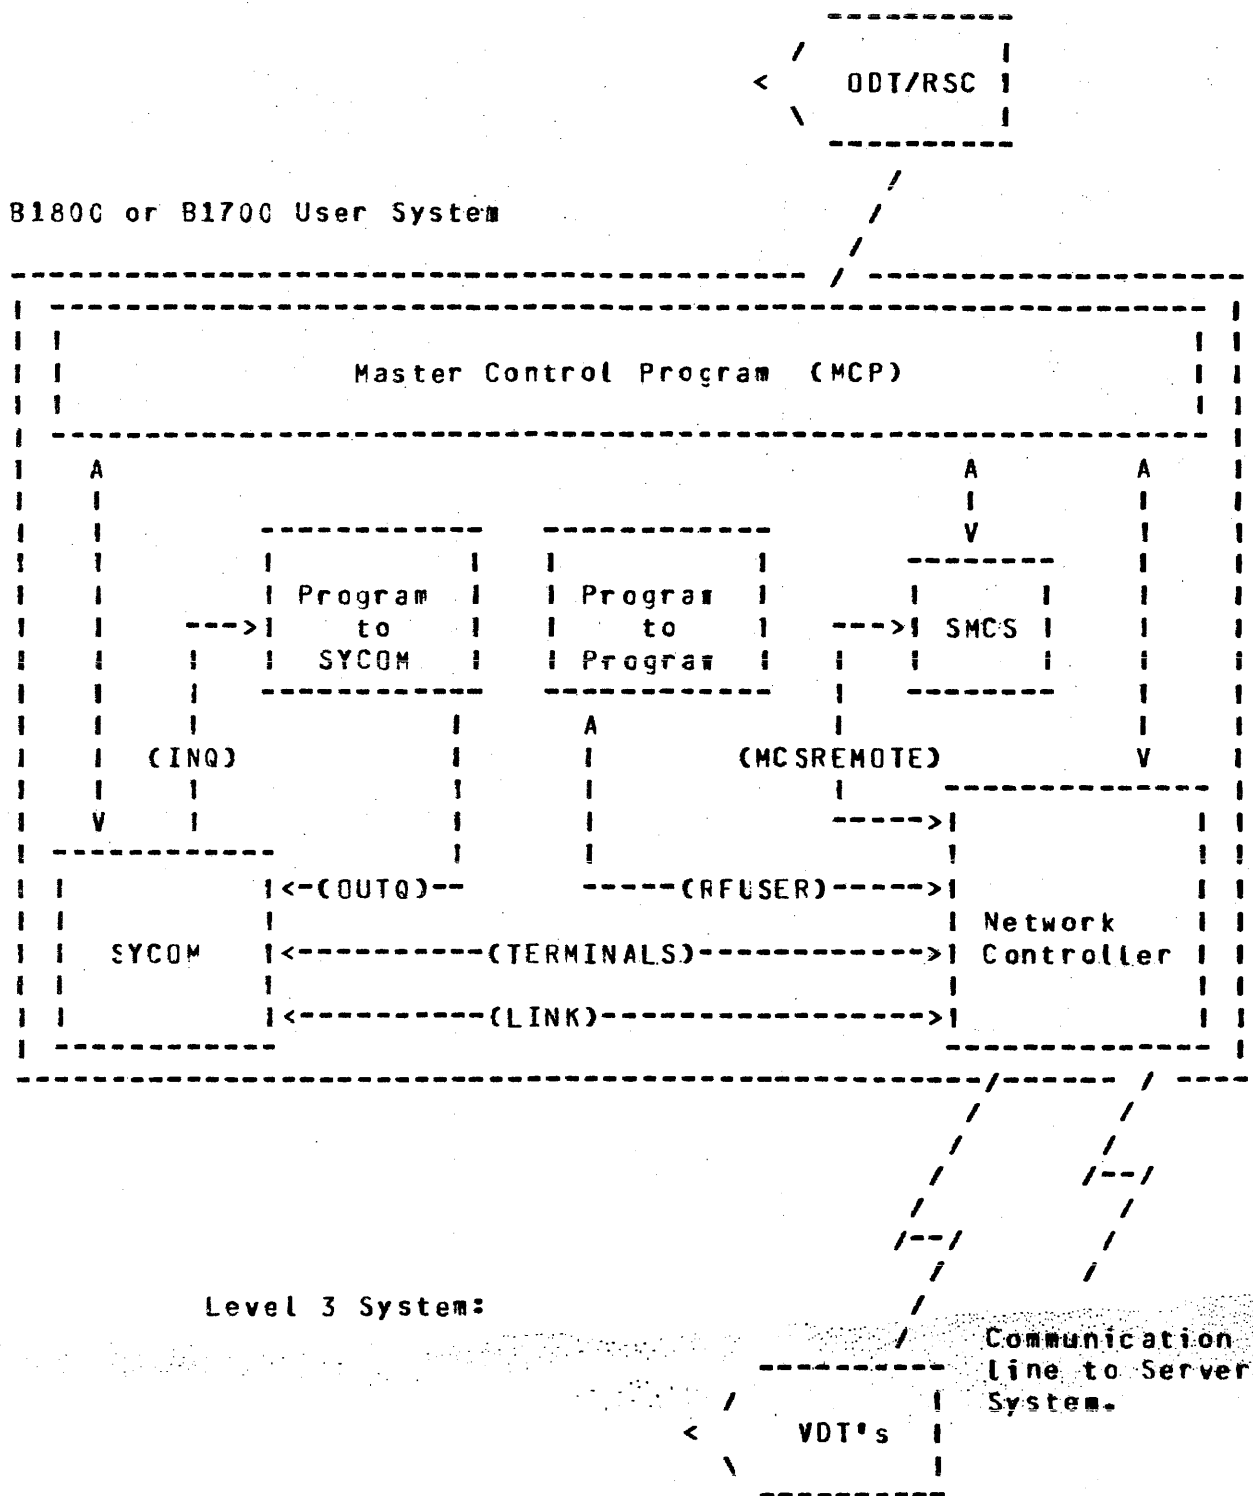 ODT/RSC
B1800 or B1700 User System
Master Control Program (MCP)
Program
to
SYCOM
Program
to
Program
SMCS
(INQ)
(MCSREMOTE)
(OUTQ)
(RFUSER)
Network
SYCOM
(TERMINALS)
Controller
(LINK)
Level 3 System:
Communication
line to Server
System.
VDT's